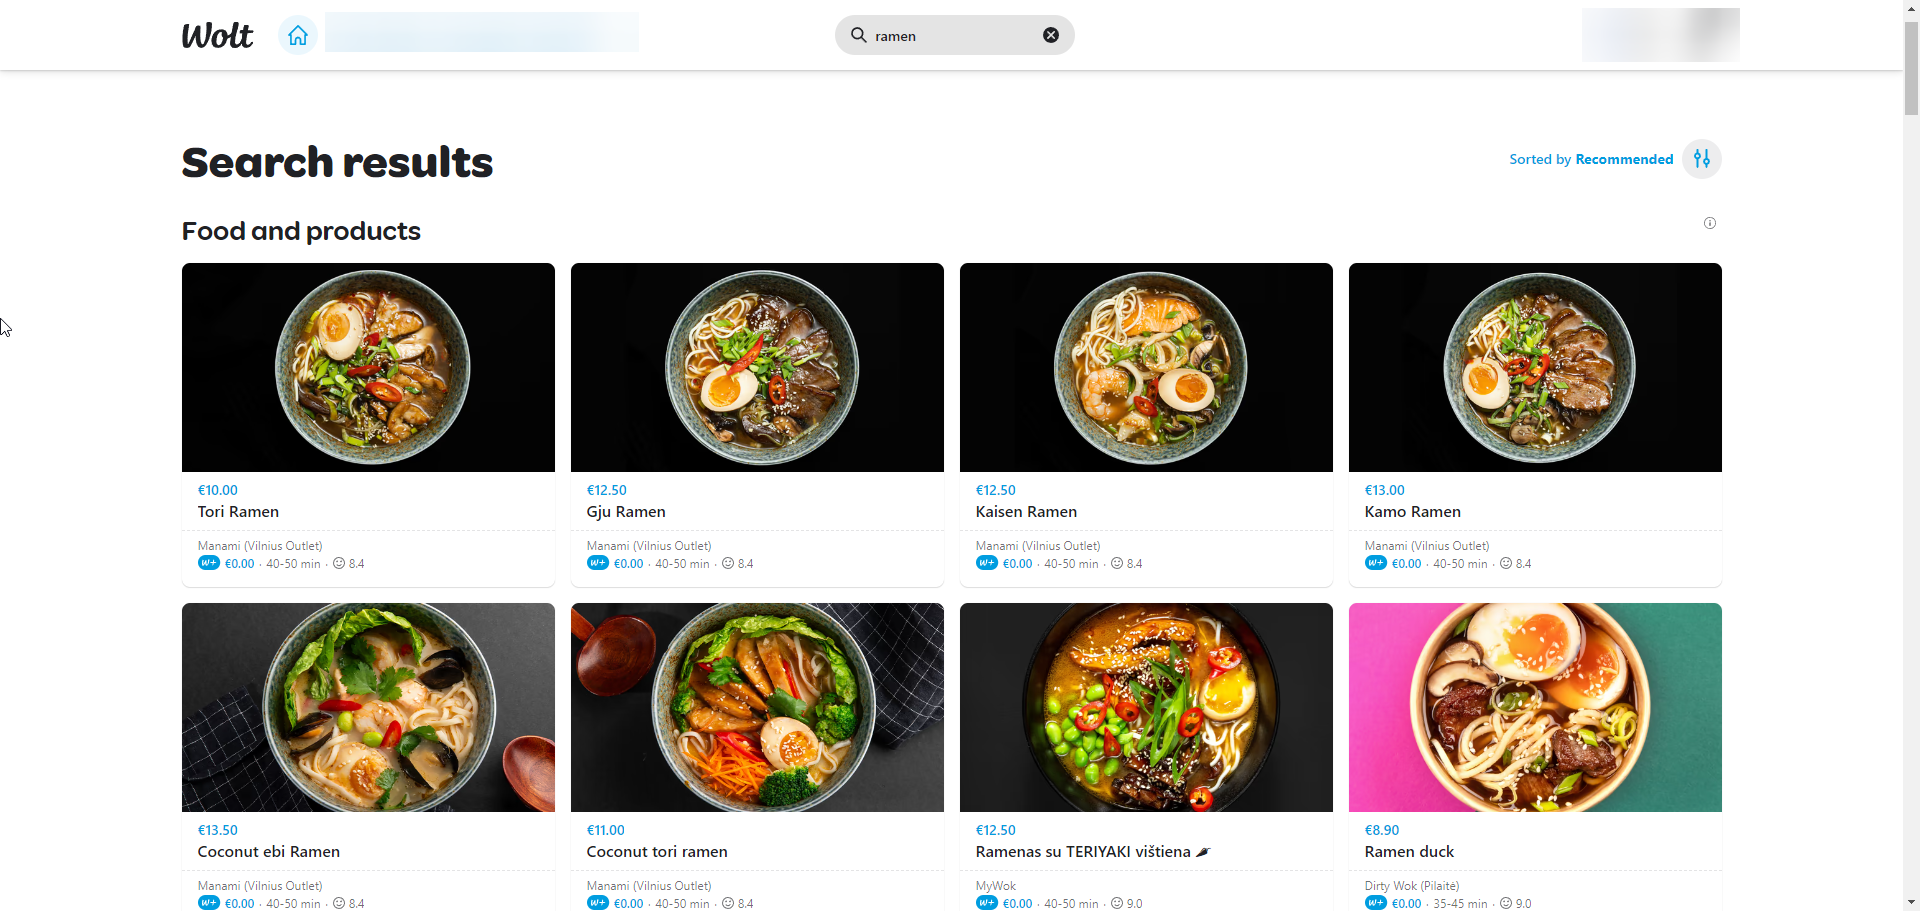 Wolt
ramen
Search results
Sorted by Recommended
Food and products
€10.00
Tori Ramen
Manami (Vilnius Outlet)
W+ €0.00 · 40-50 min · 8.4
€12.50
Gju Ramen
Manami (Vilnius Outlet)
W+ €0.00 · 40-50 min · 8.4
€12.50
Kaisen Ramen
Manami (Vilnius Outlet)
W+ €0.00 · 40-50 min · 8.4
€13.00
Kamo Ramen
Manami (Vilnius Outlet)
W+ €0.00 · 40-50 min · 8.4
€13.50
Coconut ebi Ramen
Manami (Vilnius Outlet)
W+ €0.00 · 40-50 min · 8.4
€11.00
Coconut tori ramen
Manami (Vilnius Outlet)
W+ €0.00 · 40-50 min · 8.4
€12.50
Ramenas su TERIYAKI vištiena 🌶
MyWok
W+ €0.00 · 40-50 min · 9.0
€8.90
Ramen duck
Dirty Wok (Pilaitė)
W+ €0.00 · 35-45 min · 9.0